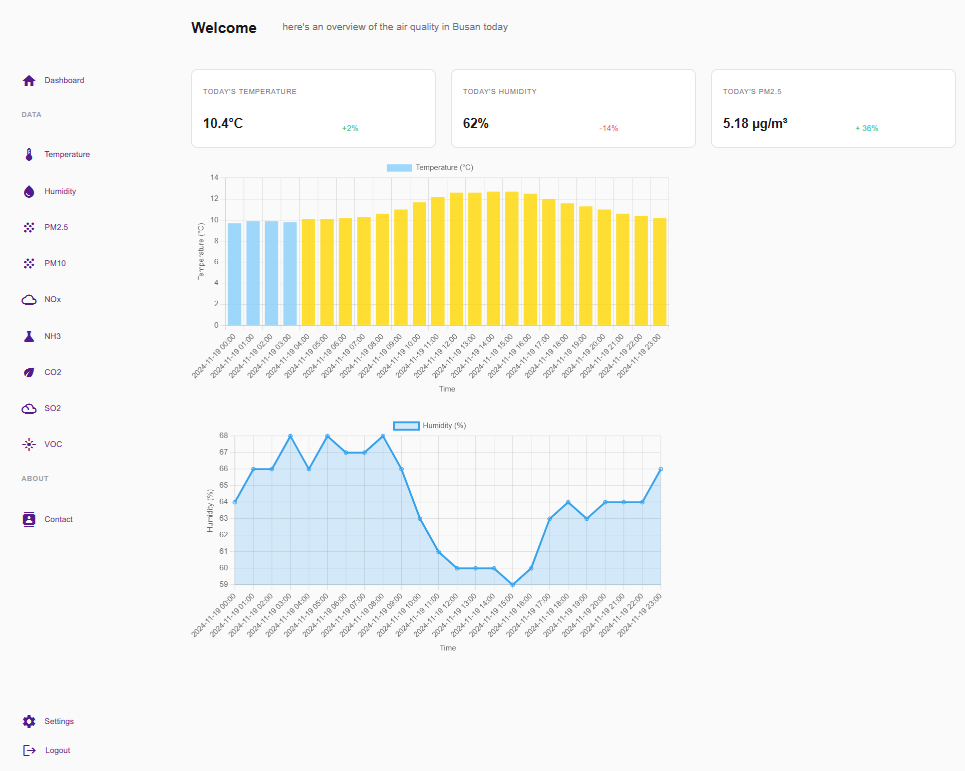 Welcome
here's an overview of the air quality in Busan today
Dashboard
DATA
Temperature
Humidity
PM2.5
PM10
NOx
NH3
CO2
SO2
VOC
ABOUT
Contact
Settings
Logout
TODAY'S TEMPERATURE
10.4°C
+2%
TODAY'S HUMIDITY
62%
-14%
TODAY'S PM2.5
5.18 µg/m³
+ 36%
Temperature (°C)
Temperature (°C)
14
12
10
8
6
4
2
0
2024-11-19 00:00
2024-11-19 01:00
2024-11-19 02:00
2024-11-19 03:00
2024-11-19 04:00
2024-11-19 05:00
2024-11-19 06:00
2024-11-19 07:00
2024-11-19 08:00
2024-11-19 09:00
2024-11-19 10:00
2024-11-19 11:00
2024-11-19 12:00
2024-11-19 13:00
2024-11-19 14:00
2024-11-19 15:00
2024-11-19 16:00
2024-11-19 17:00
2024-11-19 18:00
2024-11-19 19:00
2024-11-19 20:00
2024-11-19 21:00
2024-11-19 22:00
2024-11-19 23:00
Time
Humidity (%)
Humidity (%)
68
67
66
65
64
63
62
61
60
59
2024-11-19 00:00
2024-11-19 01:00
2024-11-19 02:00
2024-11-19 03:00
2024-11-19 04:00
2024-11-19 05:00
2024-11-19 06:00
2024-11-19 07:00
2024-11-19 08:00
2024-11-19 09:00
2024-11-19 10:00
2024-11-19 11:00
2024-11-19 12:00
2024-11-19 13:00
2024-11-19 14:00
2024-11-19 15:00
2024-11-19 16:00
2024-11-19 17:00
2024-11-19 18:00
2024-11-19 19:00
2024-11-19 20:00
2024-11-19 21:00
2024-11-19 22:00
2024-11-19 23:00
Time